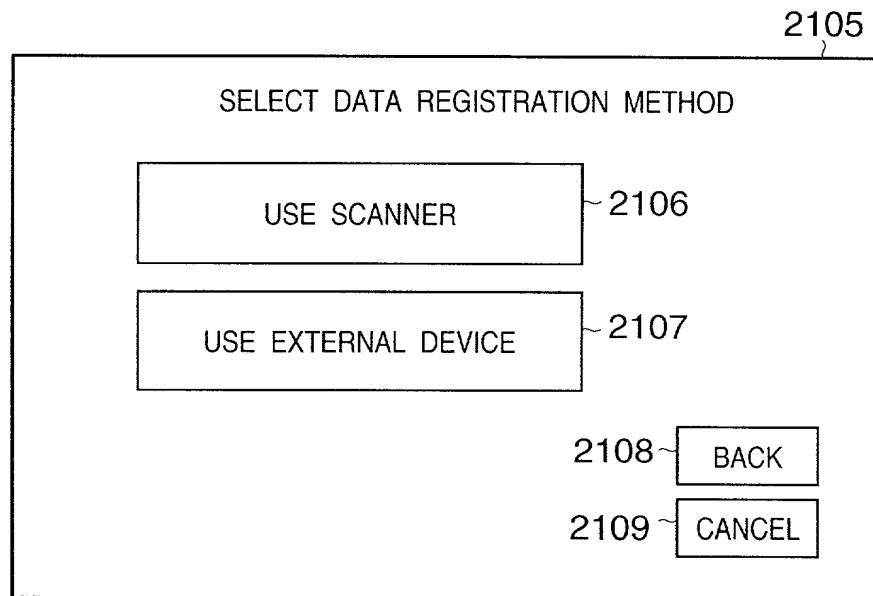 2105
SELECT DATA REGISTRATION METHOD
USE SCANNER 2106
USE EXTERNAL DEVICE 2107
2108 BACK
2109 CANCEL